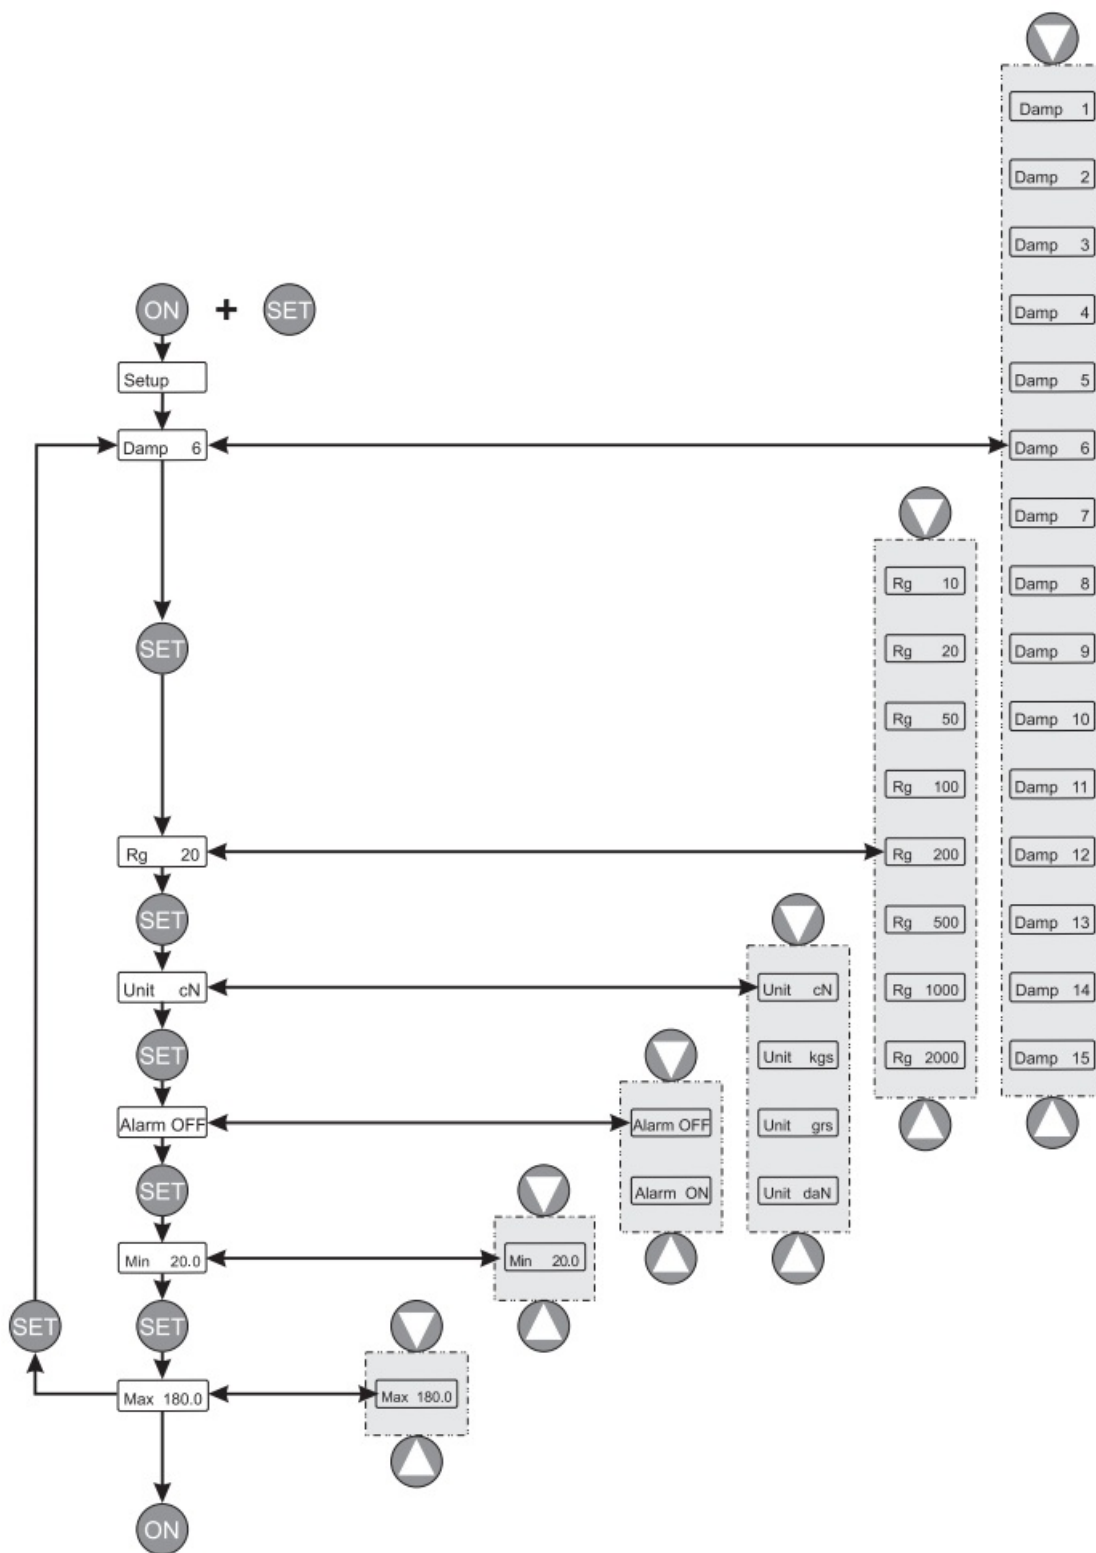 ON + SET
Setup
Damp 6
SET
Rg 20
SET
Unit cN
SET
Alarm OFF
SET
Min 20.0
SET
SET
Max 180.0
ON
Max 180.0
Min 20.0
Alarm OFF
Alarm ON
Unit cN
Unit kgs
Unit grs
Unit daN
Rg 10
Rg 20
Rg 50
Rg 100
Rg 200
Rg 500
Rg 1000
Rg 2000
Damp 1
Damp 2
Damp 3
Damp 4
Damp 5
Damp 6
Damp 7
Damp 8
Damp 9
Damp 10
Damp 11
Damp 12
Damp 13
Damp 14
Damp 15